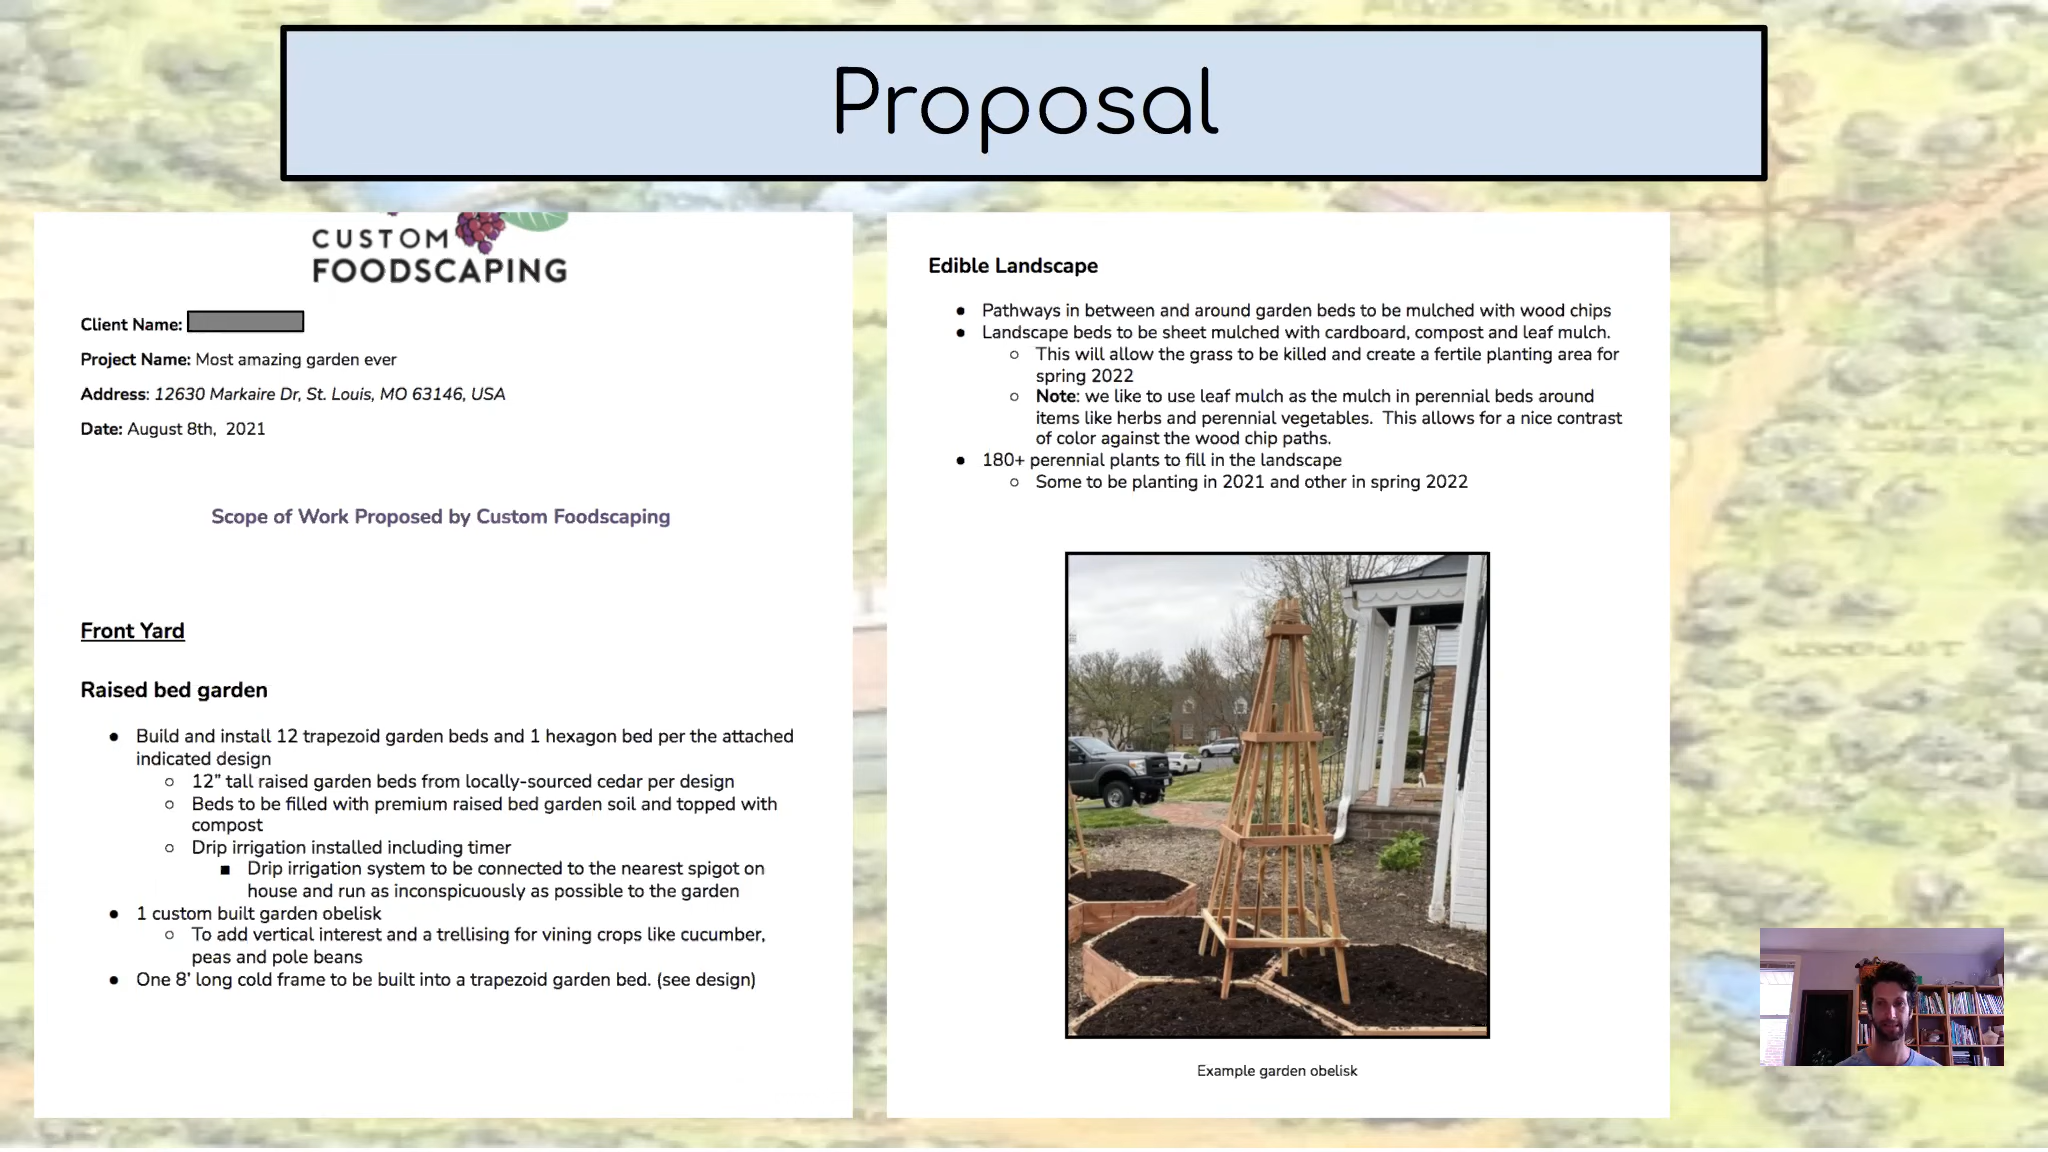 Proposal
CUSTOM
FOODSCAPING
Client Name:
Project Name: Most amazing garden ever
Address: 12630 Markaire Dr, St. Louis, MO 63146, USA
Date: August 8th, 2021
Scope of Work Proposed by Custom Foodscaping
Front Yard
Raised bed garden
● Build and install 12 trapezoid garden beds and 1 hexagon bed per the attached
indicated design
○ 12” tall raised garden beds from locally-sourced cedar per design
○ Beds to be filled with premium raised bed garden soil and topped with
compost
○ Drip irrigation installed including timer
■ Drip irrigation system to be connected to the nearest spigot on
house and run as inconspicuously as possible to the garden
● 1 custom built garden obelisk
○ To add vertical interest and a trellising for vining crops like cucumber,
peas and pole beans
● One 8’ long cold frame to be built into a trapezoid garden bed. (see design)
Edible Landscape
● Pathways in between and around garden beds to be mulched with wood chips
● Landscape beds to be sheet mulched with cardboard, compost and leaf mulch.
○ This will allow the grass to be killed and create a fertile planting area for
spring 2022
○ Note: we like to use leaf mulch as the mulch in perennial beds around
items like herbs and perennial vegetables. This allows for a nice contrast
of color against the wood chip paths.
● 180+ perennial plants to fill in the landscape
○ Some to be planting in 2021 and other in spring 2022
Example garden obelisk